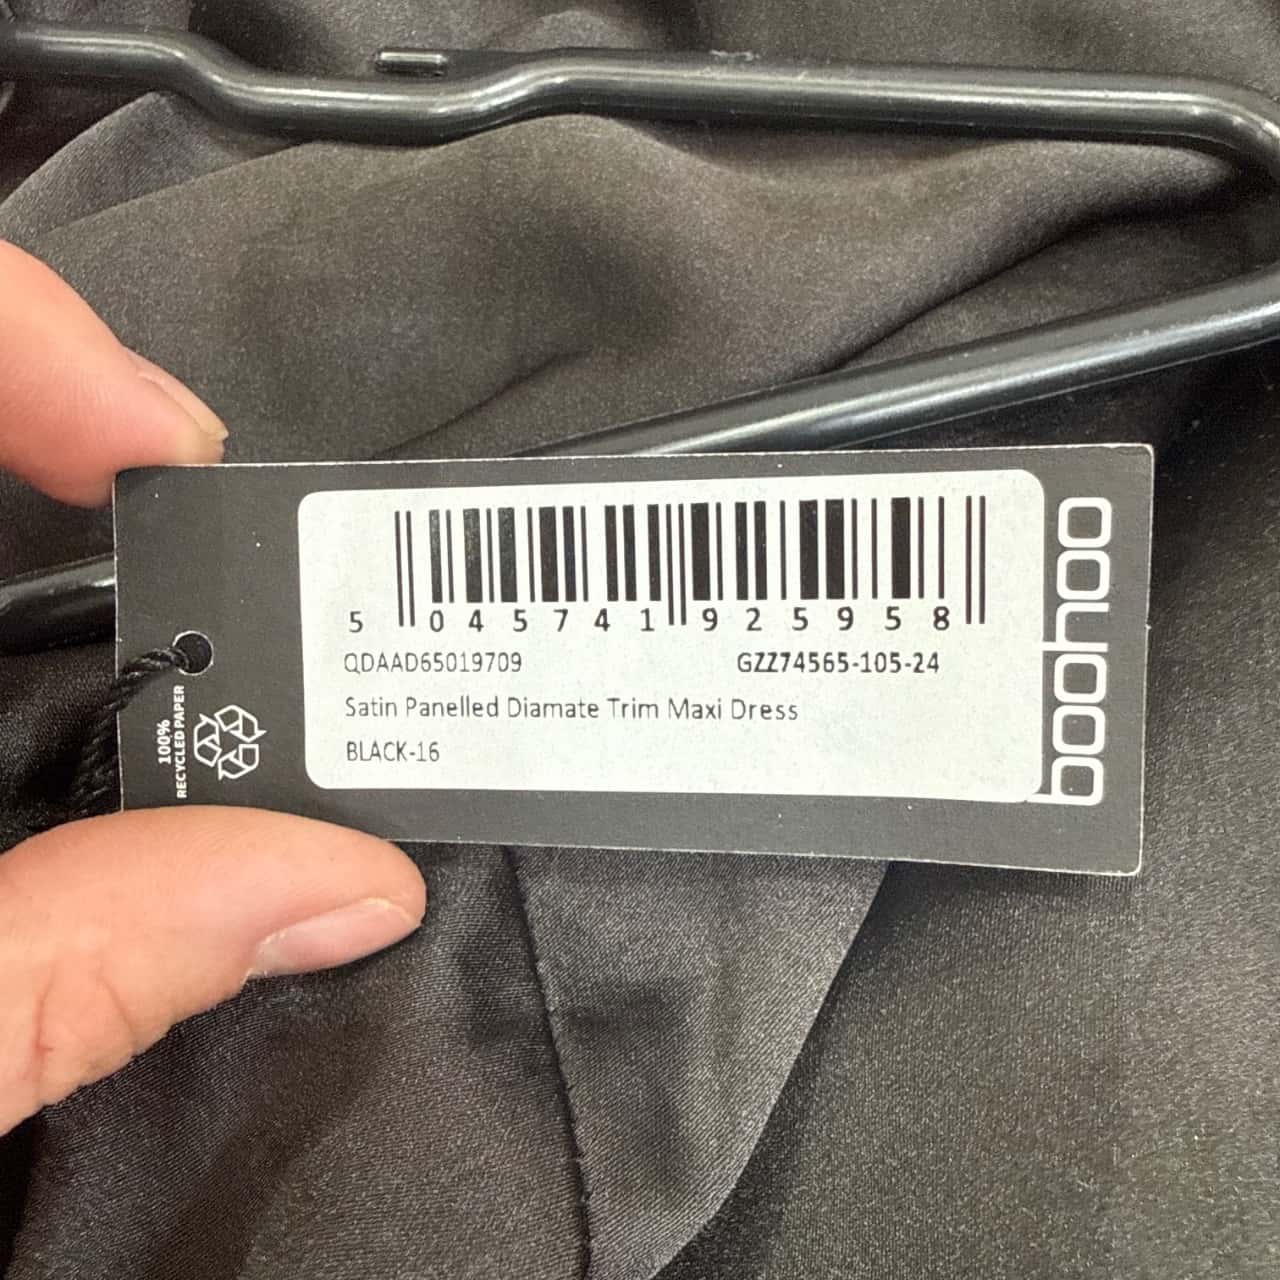 5 045741 925958
QDAAD65019709 GZZ74565-105-24
Satin Panelled Diamate Trim Maxi Dress
BLACK-16
100%
RECYCLED PAPER
boohoo